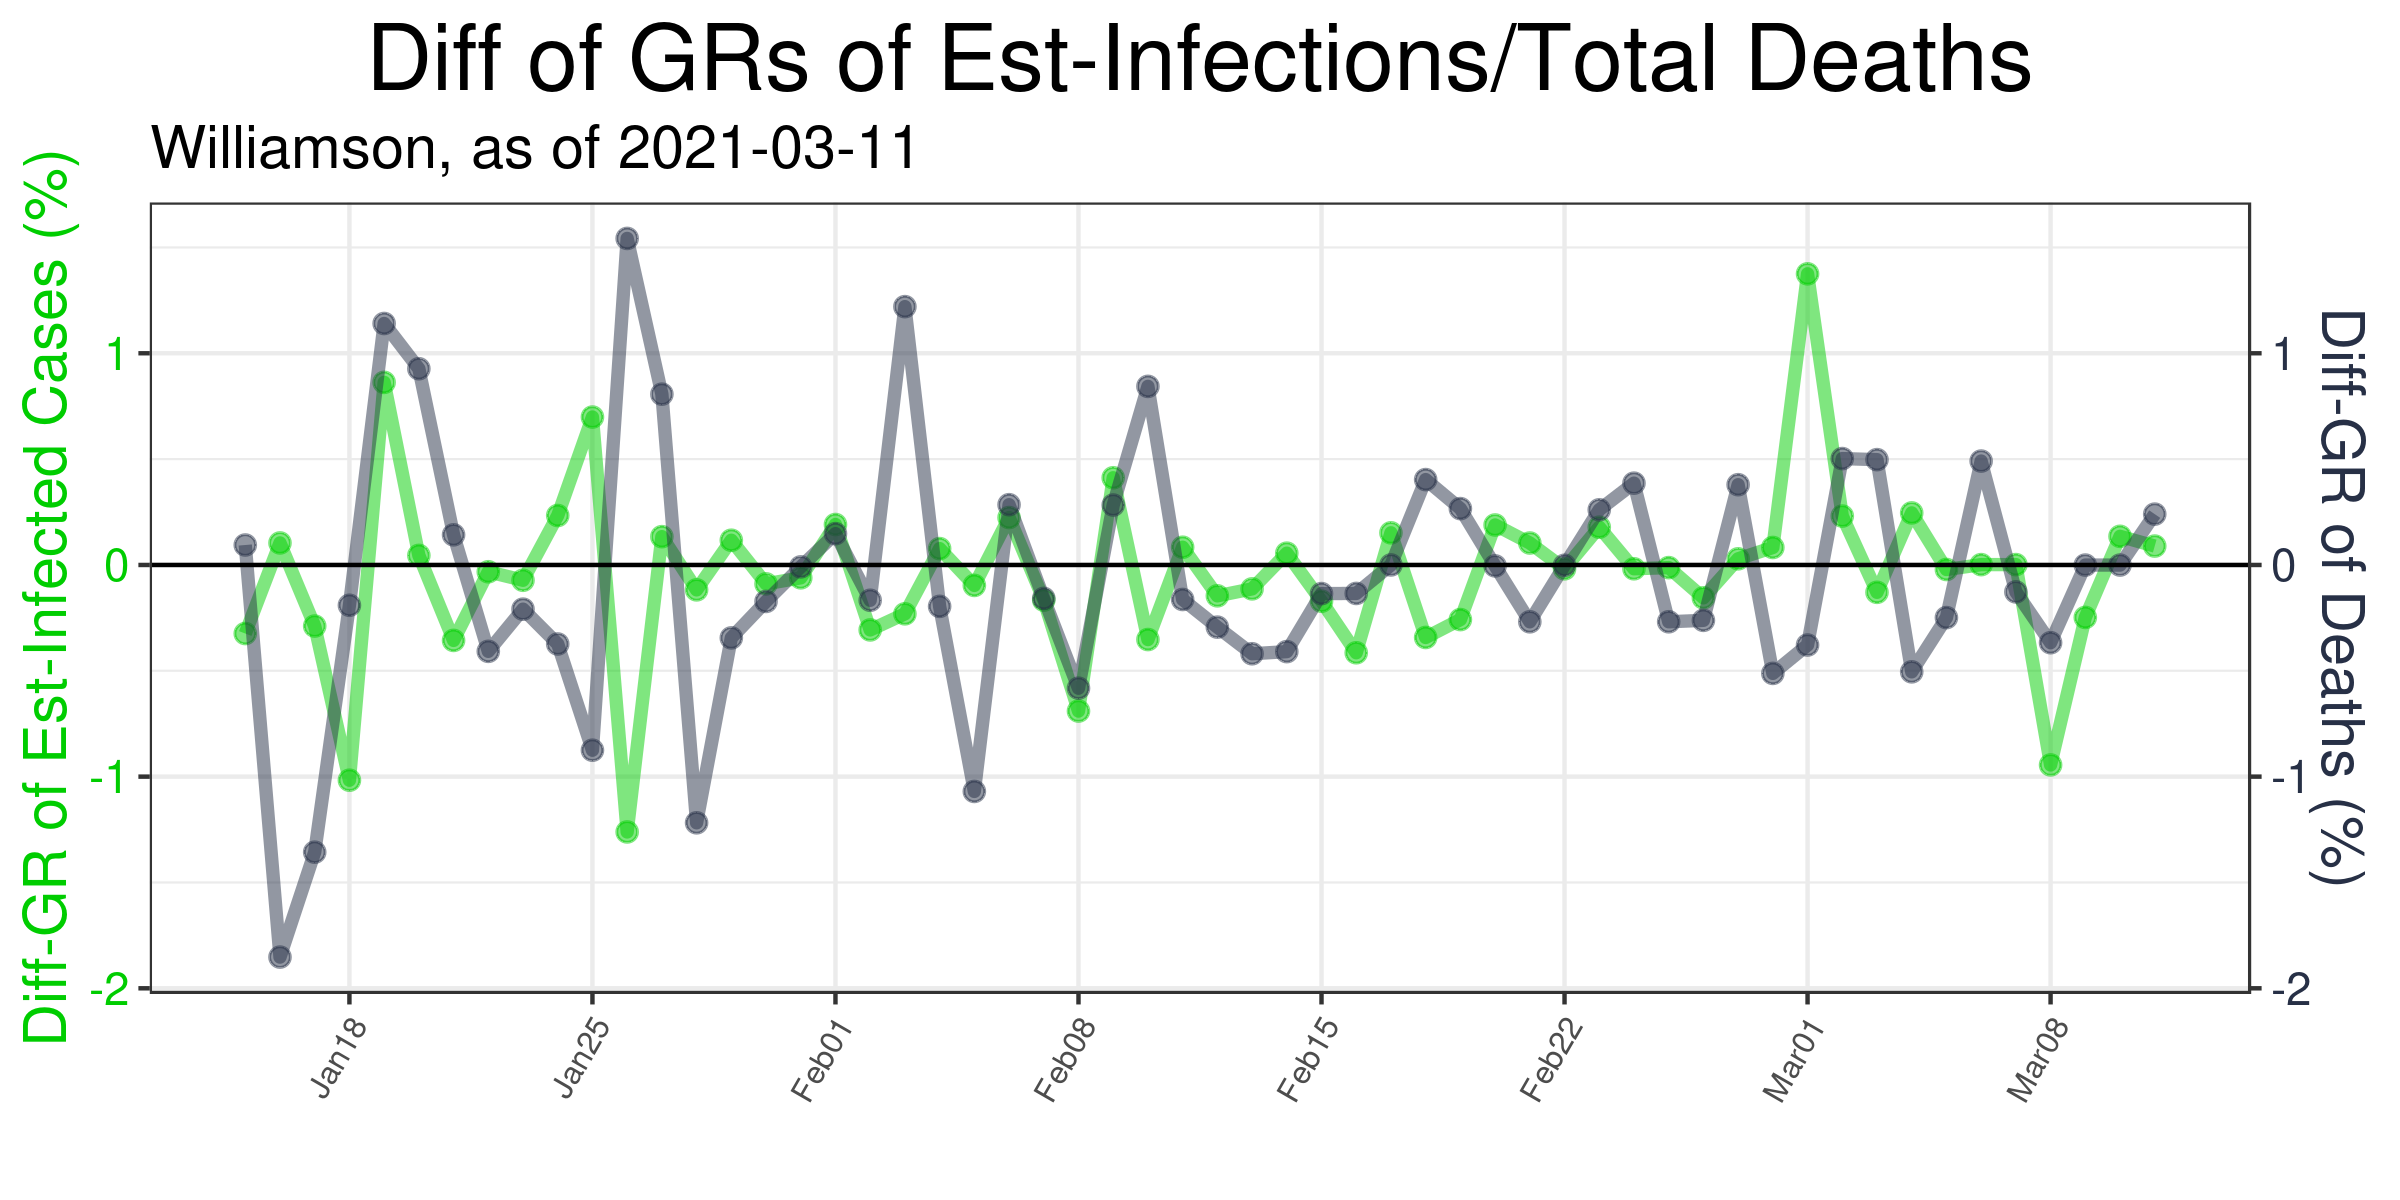 Diff of GRs of Est-Infections/Total Deaths
Williamson, as of 2021-03-11
Diff-GR of Est-Infected Cases (%)
1
0
-1
-2
1
0
-1
-2
Diff-GR of Deaths (%)
Jan18
Jan25
Feb01
Feb08
Feb15
Feb22
Mar01
Mar08